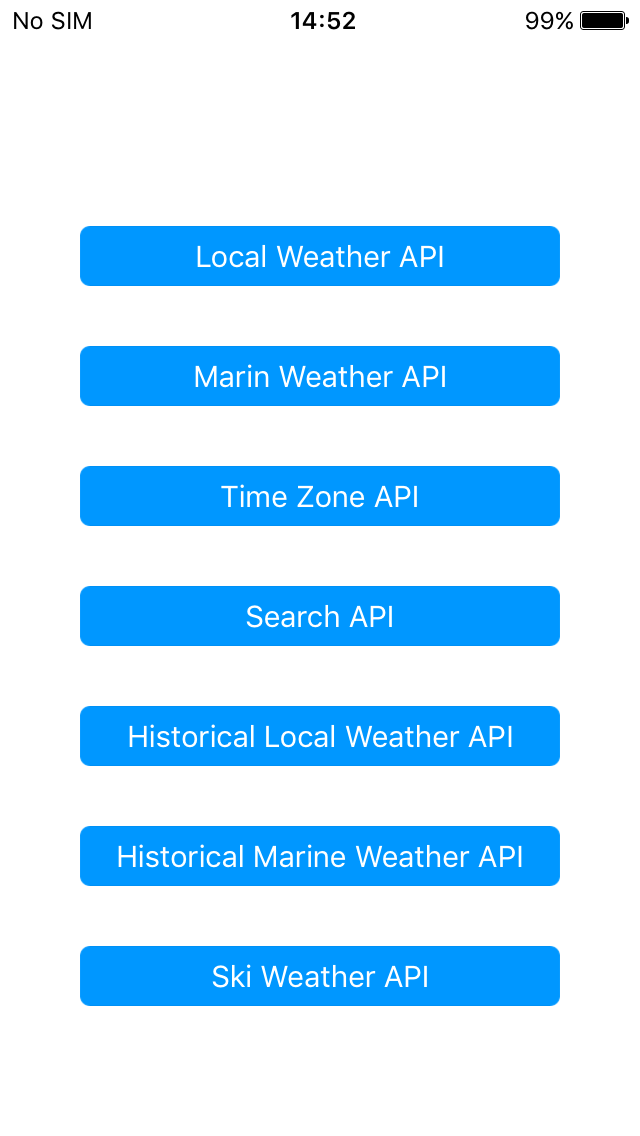 No SIM 14:52 99%
Local Weather API
Marin Weather API
Time Zone API
Search API
Historical Local Weather API
Historical Marine Weather API
Ski Weather API